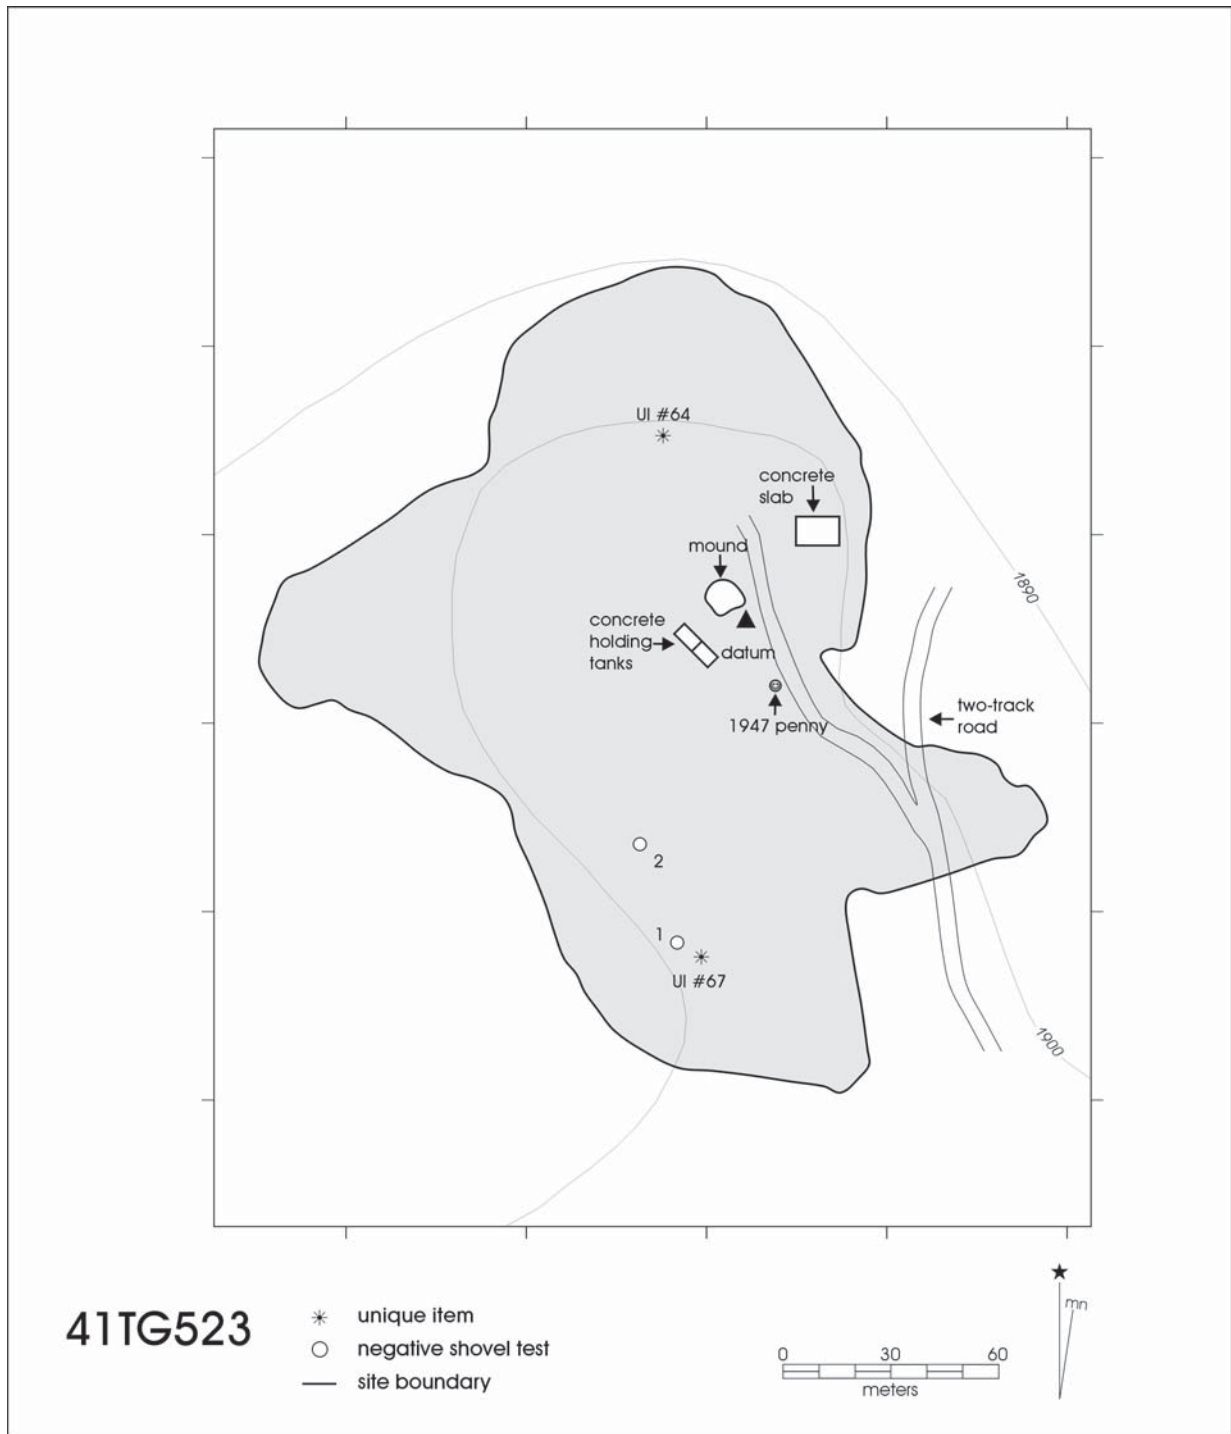 UI #64
concrete
slab
mound
1890
concrete
holding
tanks
datum
two-track
road
1947 penny
2
1
UI #67
1900
mn
41TG523
unique item
negative shovel test
site boundary
0 30 60
meters